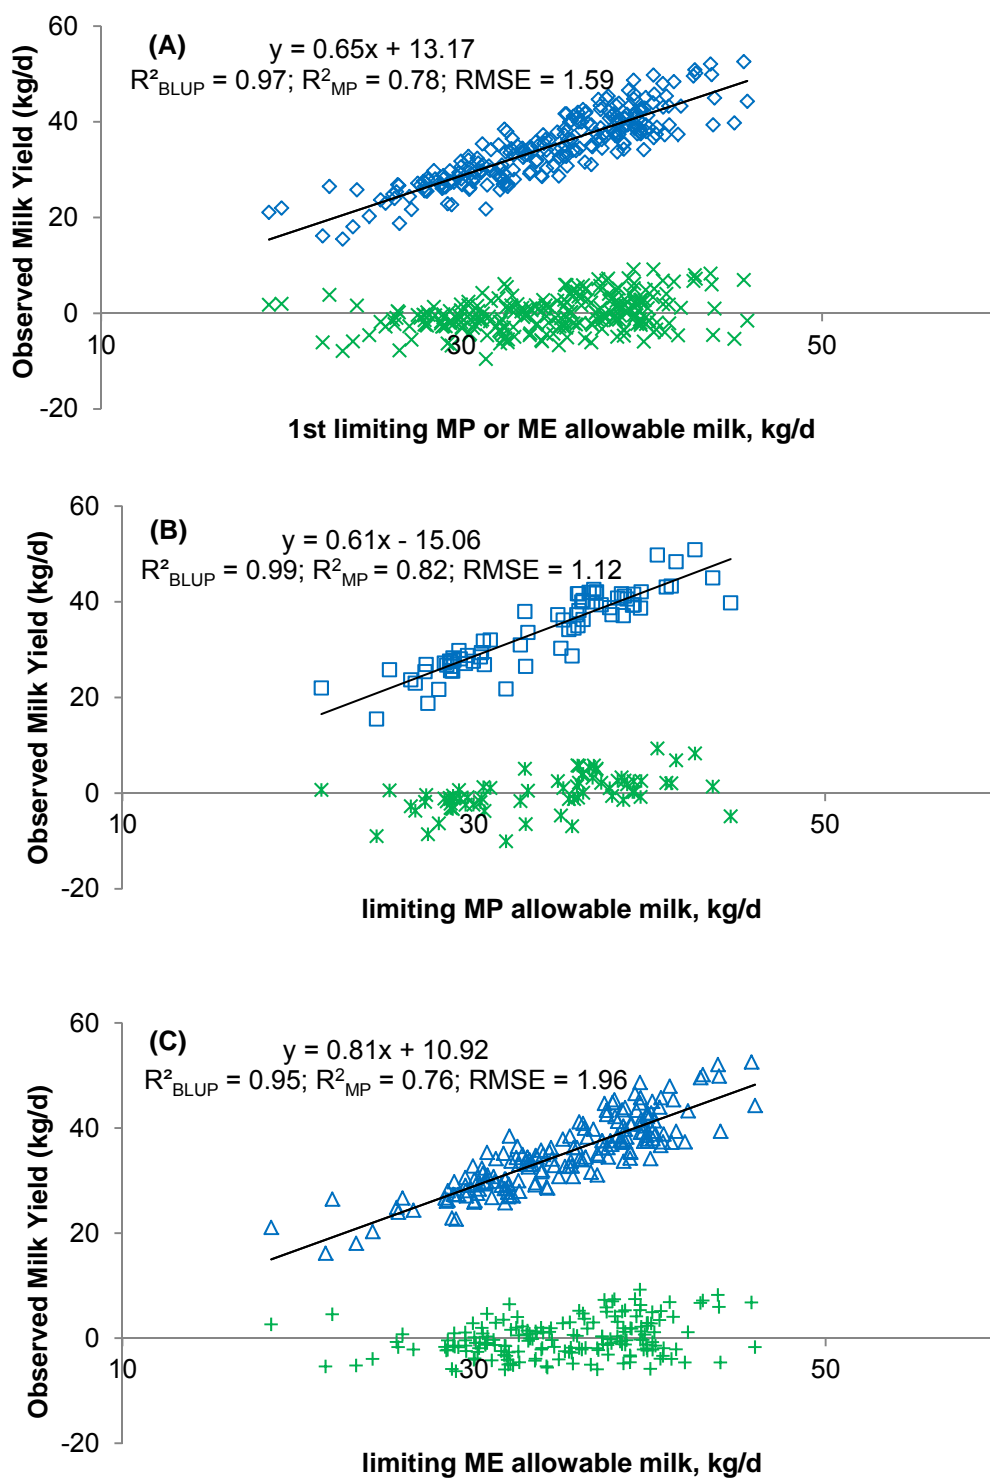 60
(A)
y = 0.65x + 13.17
R²BLUP = 0.97; R²MP = 0.78; RMSE = 1.59
40
20
0
10
30
50
-20
Observed Milk Yield (kg/d)
1st limiting MP or ME allowable milk, kg/d
60
(B)
y = 0.61x - 15.06
R²BLUP = 0.99; R²MP = 0.82; RMSE = 1.12
40
20
0
10
30
50
-20
Observed Milk Yield (kg/d)
limiting MP allowable milk, kg/d
60
(C)
y = 0.81x + 10.92
R²BLUP = 0.95; R²MP = 0.76; RMSE = 1.96
40
20
0
10
30
50
-20
Observed Milk Yield (kg/d)
limiting ME allowable milk, kg/d